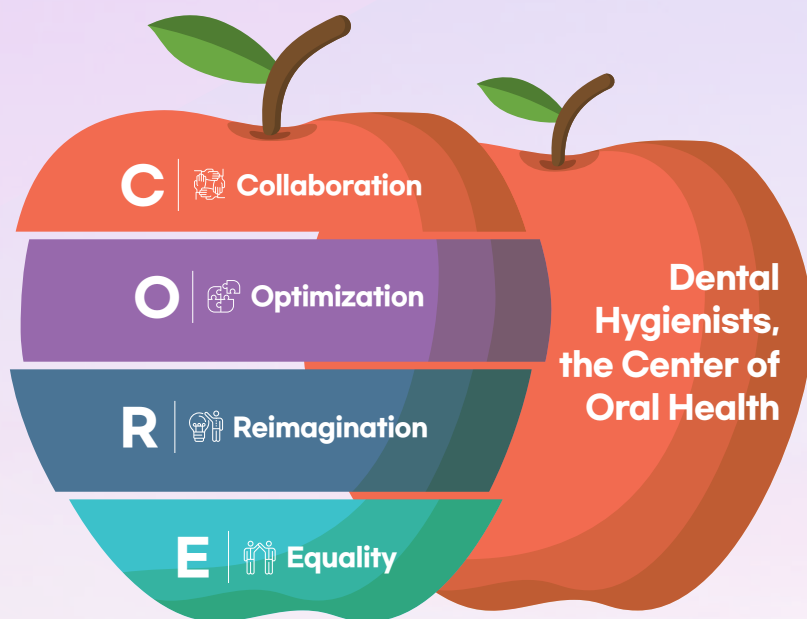 C Collaboration
O Optimization
R Reimagination
E Equality
Dental
Hygienists,
the Center of
Oral Health